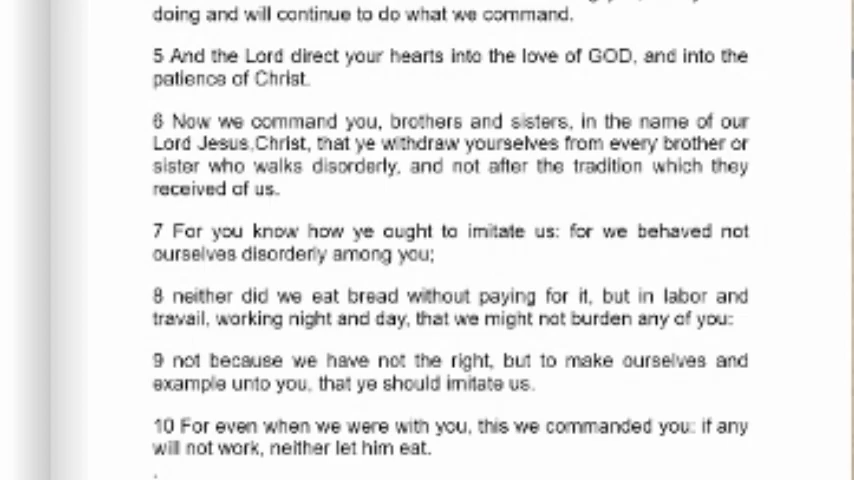 doing and will continue to do what we command.
5 And the Lord direct your hearts into the love of GOD, and into the
patience of Christ.
6 Now we command you, brothers and sisters, in the name of our
Lord Jesus,Christ, that ye withdraw yourselves from every brother or
sister who walks disorderly, and not after the tradition which they
received of us.
7 For you know how ye ought to imitate us: for we behaved not
ourselves disorderly among you;
8 neither did we eat bread without paying for it, but in labor and
travail, working night and day, that we might not burden any of you:
9 not because we have not the right, but to make ourselves and
example unto you, that ye should imitate us.
10 For even when we were with you, this we commanded you: if any
will not work, neither let him eat.